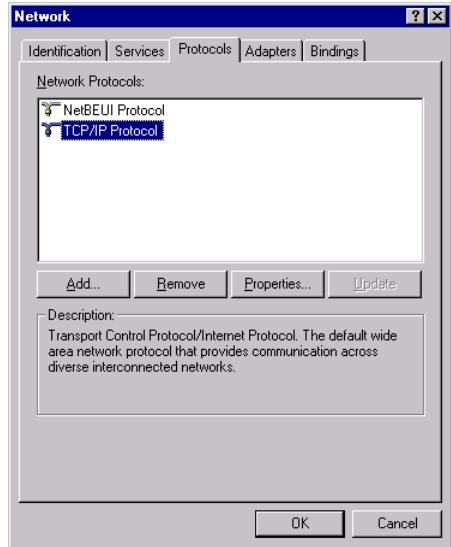 Network
Identification Services Protocols Adapters Bindings
Network Protocols:
NetBEUI Protocol
TCP/IP Protocol
Add... Remove Properties... Update
Description:
Transport Control Protocol/Internet Protocol. The default wide
area network protocol that provides communication across
diverse interconnected networks.
OK Cancel